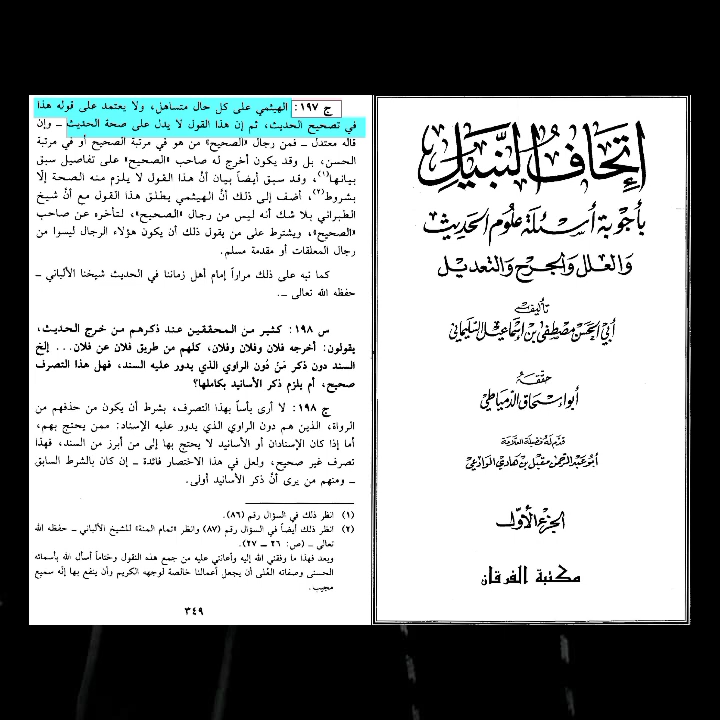 إتحاف النبيل
بأجوبة أسئلة علوم الحديث
والعلل والجرح والتعديل
تأليف
أبي الحسن مصطفى بن إسماعيل السليماني
حققه
أبو إسحاق الدمياطي
قدم له فضيلة العلامة
أبو عبد الرحمن مقبل بن هادي الوادعي
الجزء الأول
مكتبة الفرقان
ج ١٩٧: الهيثمي على كل حال متساهل، ولا يعتمد على قوله هذا
في تصحيح الحديث، ثم إن هذا القول لا يدل على صحة الحديث ـ وإن
قاله معتدل ـ فمن رجال «الصحيح» من هو في مرتبة الصحيح أو في مرتبة
الحسن، بل وقد يكون أخرج له صاحب «الصحيح» على تفاصيل سبق
بيانها(١)، وقد سبق أيضاً بيان أنْ هذا القول لا يلزم منه الصحة إلّا
بشروط(٢)، أضف إلى ذلك أنَّ الهيثمي يطلق هذا القول مع أنَّ شيخ
الطبراني بلا شك أنه ليس من رجال «الصحيح»، لتأخره عن صاحب
«الصحيح»، ويشترط على من يقول ذلك أن يكون هؤلاء الرجال ليسوا من
رجال المعلقات أو مقدمة مسلم.
كما نبه على ذلك مراراً إمام أهل زماننا في الحديث شيخنا الألباني ـ
حفظه الله تعالى ـ.
س ١٩٨: كثير من المحققين عند ذكرهم من خرج الحديث،
يقولون: أخرجه فلان وفلان وفلان، كلهم من طريق فلان عن فلان... إلخ
السند دون ذكر مَنْ دُون الراوي الذي يدور عليه السند، فهل هذا التصرف
صحيح، أم يلزم ذكر الأسانيد بكاملها؟
ج ١٩٨: لا أرى بأساً بهذا التصرف، بشرط أن يكون من حذفهم من
الرواة، الذين هم دون الراوي الذي يدور عليه الإسناد: ممن يحتج بهم،
أما إذا كان الإسنادان أو الأسانيد لا يحتج بها إلى من أبرز من السند، فهذا
تصرف غير صحيح، ولعل في هذا الاختصار فائدة ـ إن كان بالشرط السابق
ـ ومنهم من يرى أنَّ ذكر الأسانيد أولى.
(١) انظر ذلك في السؤال رقم (٨٦).
(٢) انظر ذلك أيضاً في السؤال رقم (٨٧) وانظر «تمام المنة» للشيخ الألباني ـ حفظه الله
تعالى ـ (ص: ٢٦ ـ ٢٧).
وبعد فهذا ما وفقني الله إليه وأعانني عليه من جمع هذه النقول وختاماً أسأل الله بأسمائه
الحسنى وصفاته العُلى أن يجعل أعمالنا خالصة لوجهه الكريم وأن ينفع بها إنَّه سميع
مجيب.
٣٤٩